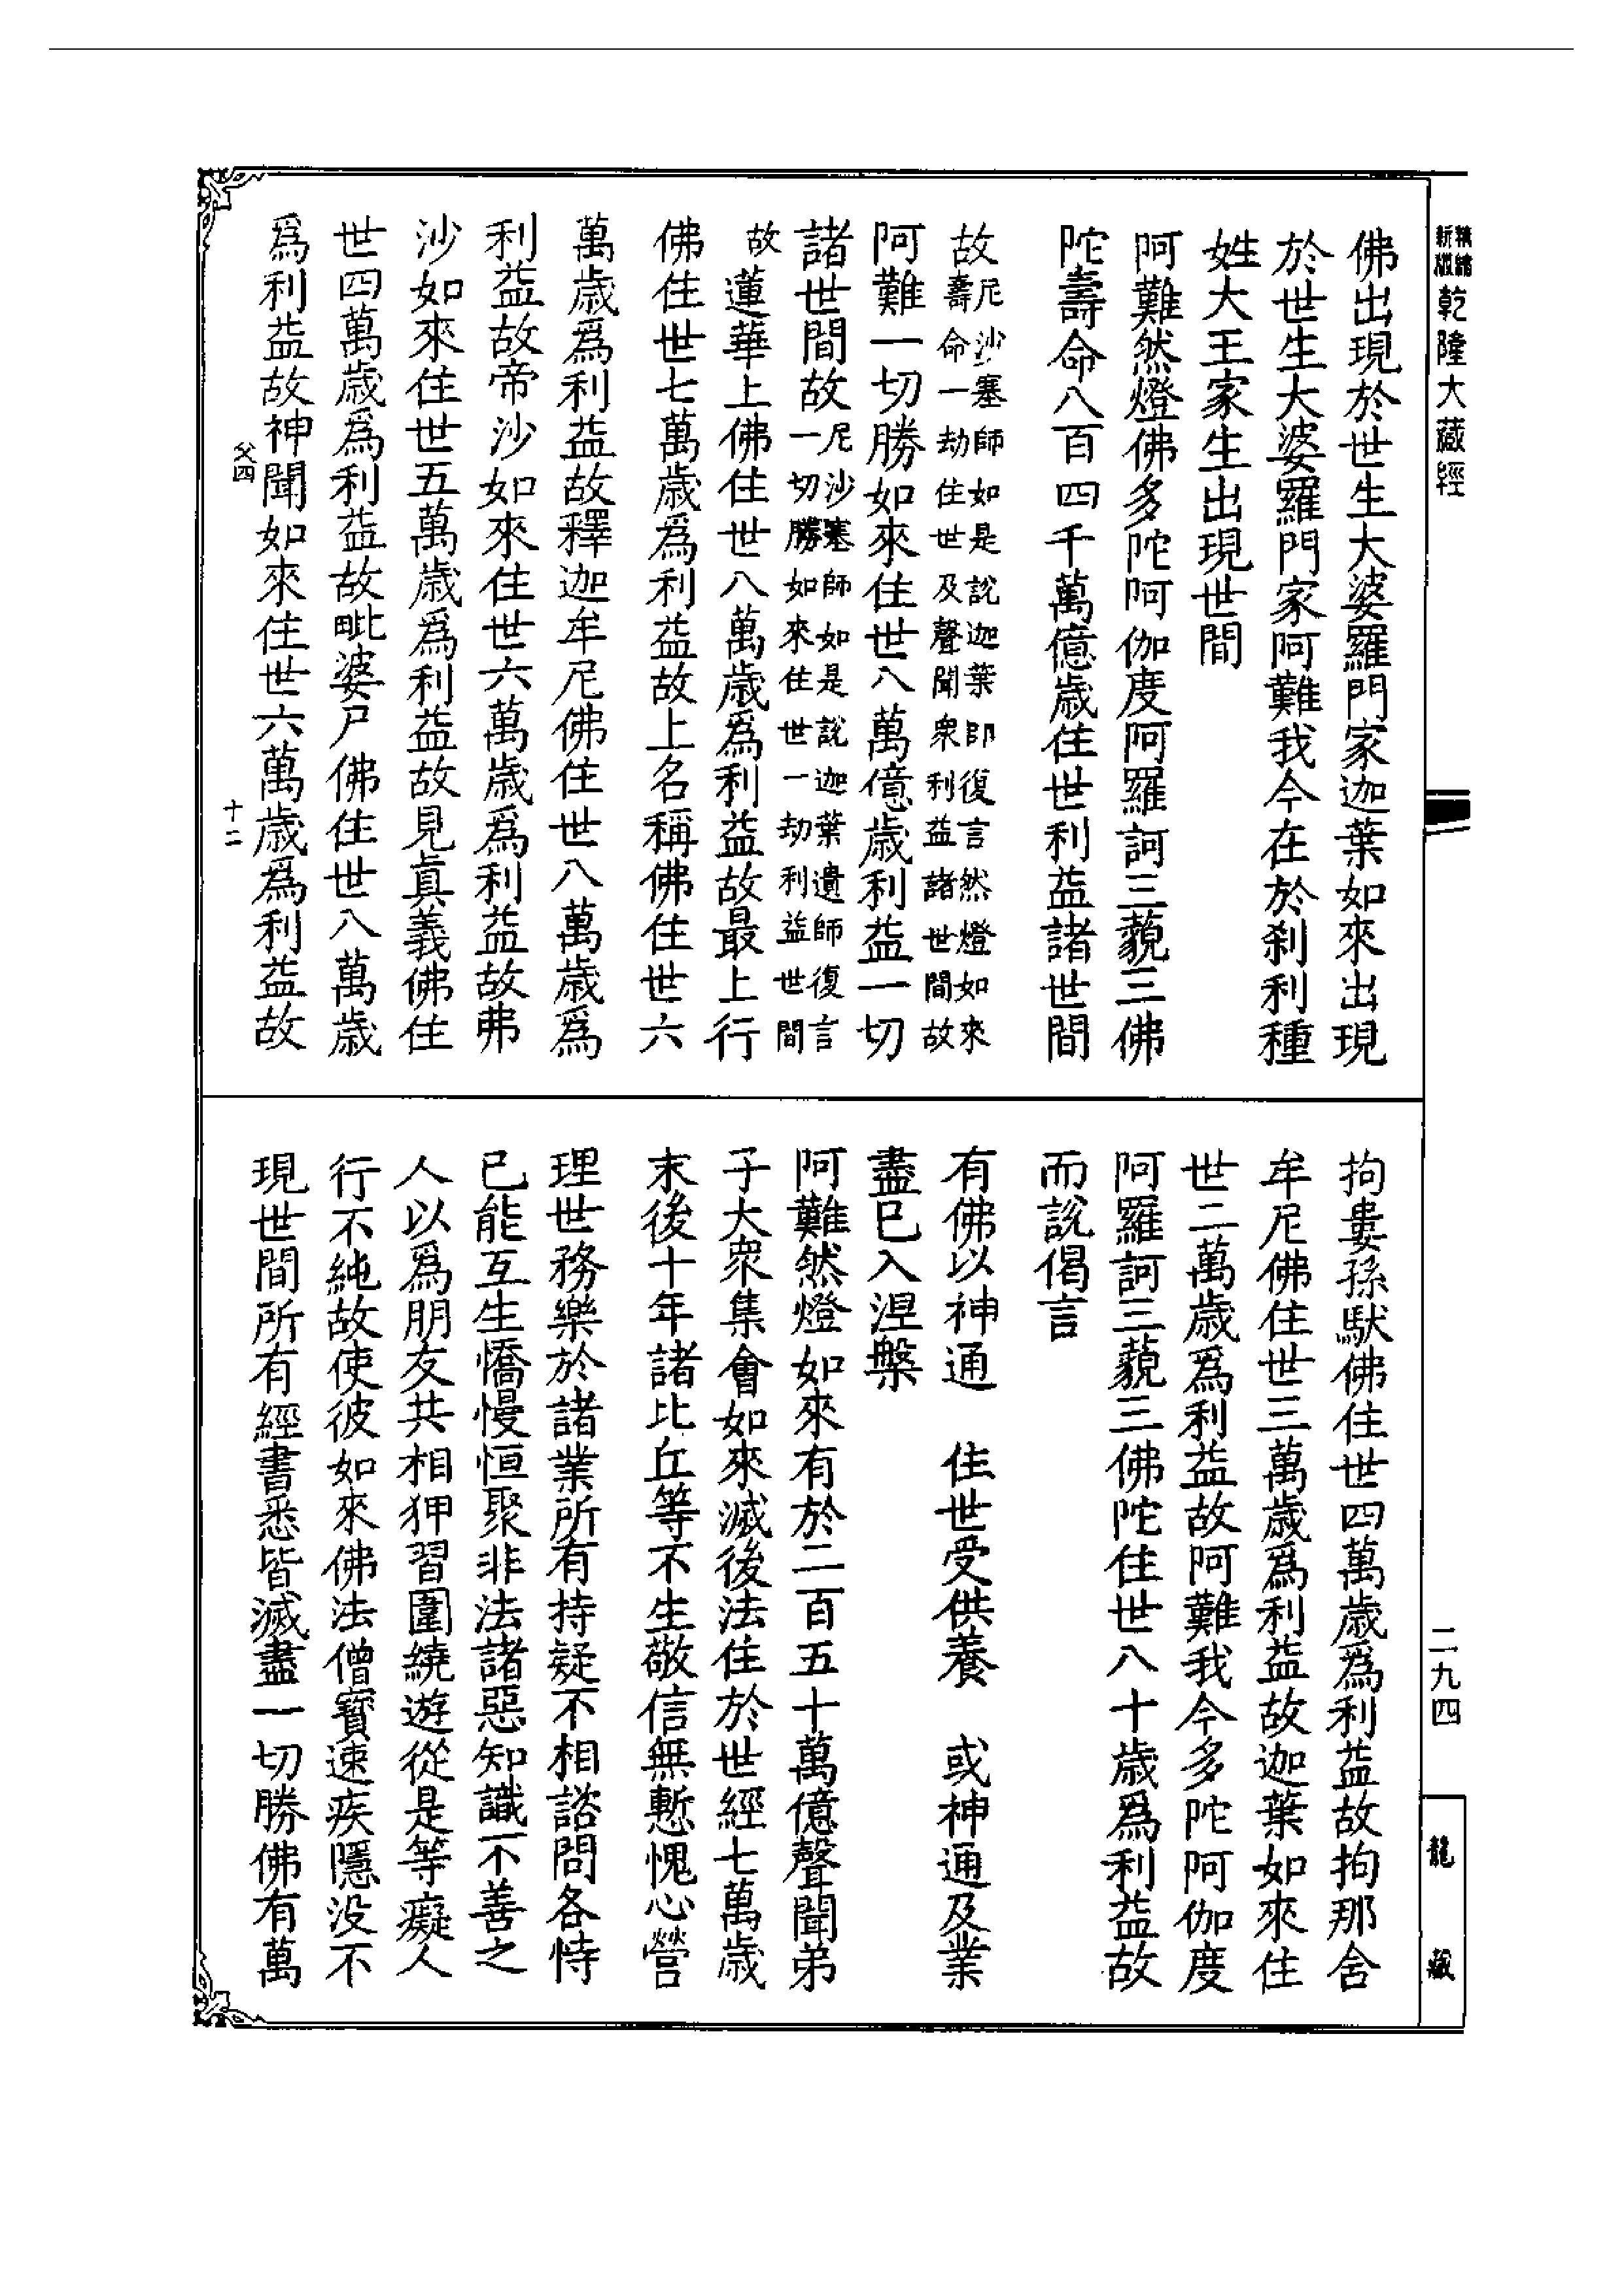 新版精縮乾隆大藏經
佛出現於世生大婆羅門家迦葉如來出現
於世生大婆羅門家阿難我今在於剎利種
姓大王家生出現世間
阿難然燈佛多陀阿伽度阿羅訶三藐三佛
陀壽命八百四千萬億歲住世利益諸世間
故尼沙塞師如是說迦葉即復言然燈如來
壽命一劫住世及聲聞衆利益諸世間故
阿難一切勝如來住世八萬億歲利益一切
諸世間故尼沙塞師如是說迦葉遺師復言
一切勝如來住世一劫利益世間
故蓮華上佛住世八萬歲爲利益故最上行
佛住世七萬歲爲利益故上名稱佛住世六
萬歲爲利益故釋迦牟尼佛住世八萬歲爲
利益故帝沙如來住世六萬歲爲利益故弗
沙如來住世五萬歲爲利益故見眞義佛住
世四萬歲爲利益故毗婆尸佛住世八萬歲
爲利益故神聞如來住世六萬歲爲利益故
父四
十二
拘婁孫馱佛住世四萬歲爲利益故拘那舍
牟尼佛住世三萬歲爲利益故迦葉如來住
世二萬歲爲利益故阿難我今多陀阿伽度
阿羅訶三藐三佛陀住世八十歲爲利益故
而說偈言
有佛以神通 住世受供養 或神通及業
盡已入涅槃
阿難然燈如來有於二百五十萬億聲聞弟
子大衆集會如來滅後法住於世經七萬歲
末後十年諸比丘等不生敬信無慙愧心營
理世務樂於諸業所有持疑不相諮問各恃
已能互生憍慢恒聚非法諸惡知識不善之
人以爲朋友共相狎習圍繞遊從是等癡人
行不純故使彼如來佛法僧寶速疾隱没不
現世間所有經書悉皆滅盡一切勝佛有萬
二九四
龍藏